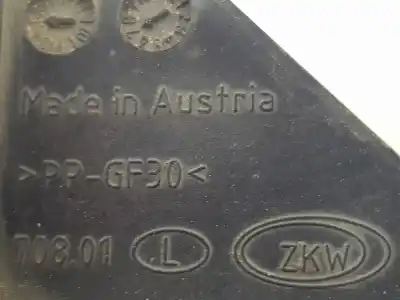 Made in Austria
>PP-GF30<
708.01 L ZKW